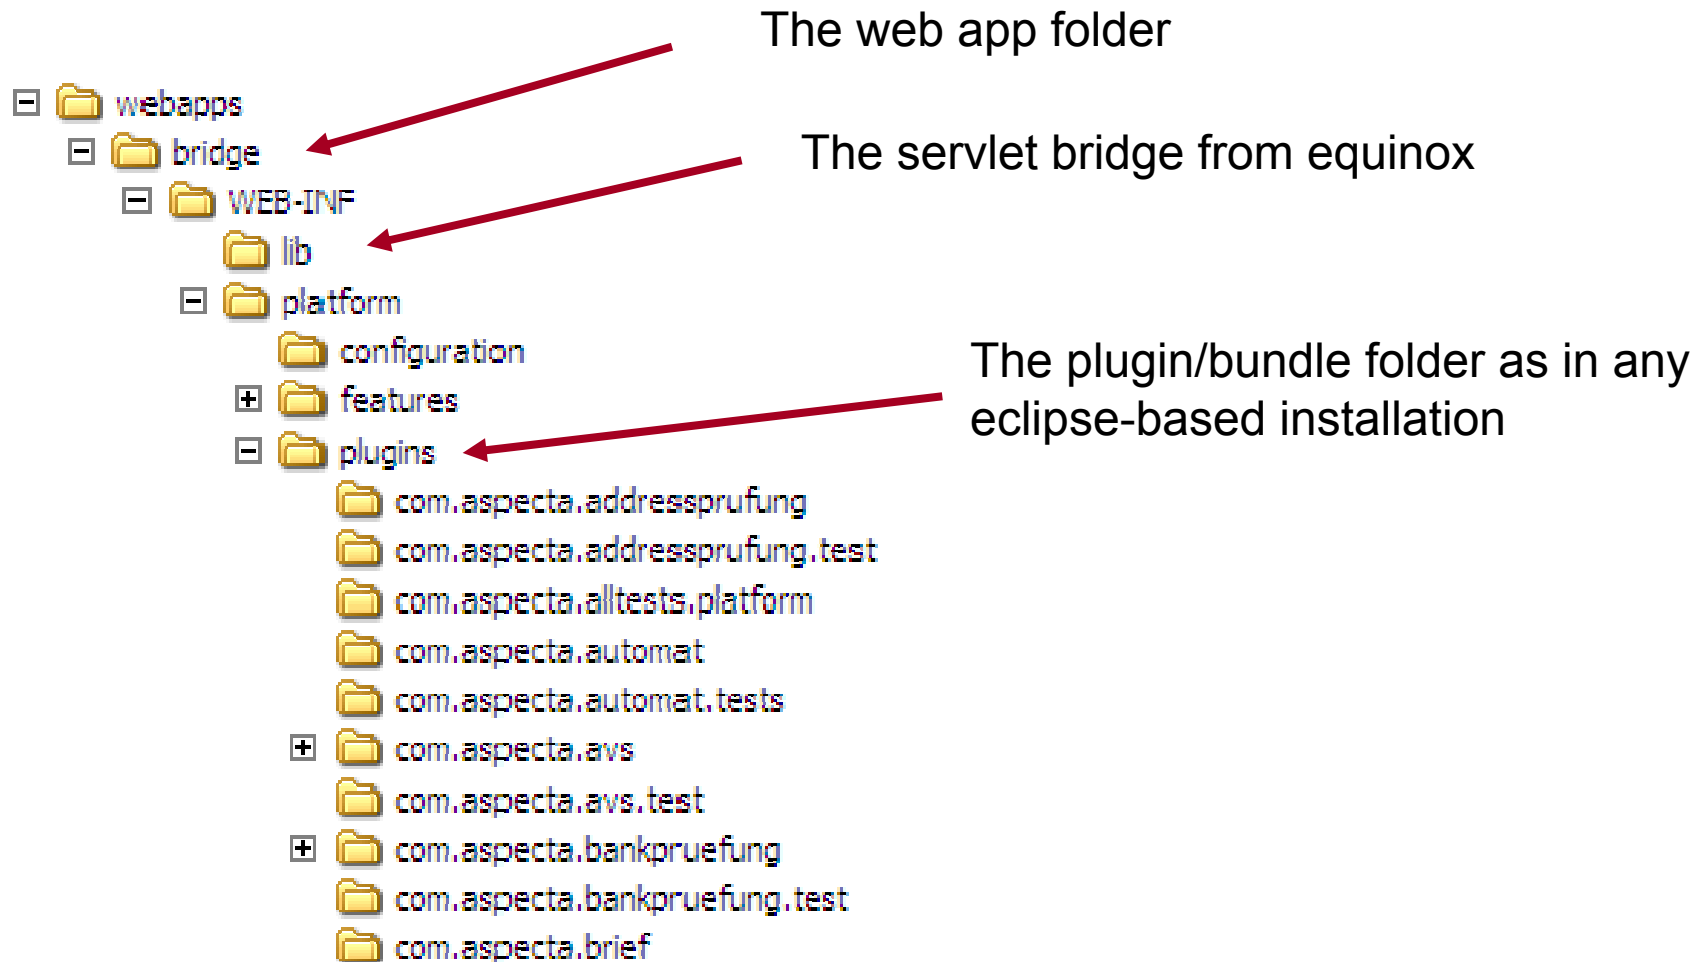 The web app folder
webapps
bridge
The servlet bridge from equinox
WEB-INF
lib
platform
configuration
The plugin/bundle folder as in any
eclipse-based installation
features
plugins
com.aspecta.addressprufung
com.aspecta.addressprufung.test
com.aspecta.alltests.platform
com.aspecta.automat
com.aspecta.automat.tests
com.aspecta.avs
com.aspecta.avs.test
com.aspecta.bankpruefung
com.aspecta.bankpruefung.test
com.aspecta.brief